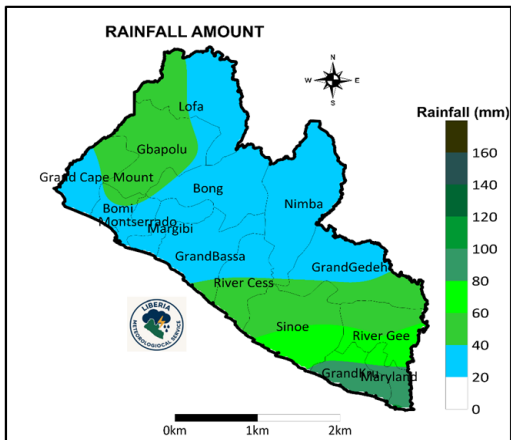 RAINFALL AMOUNT
N
W E
S
Rainfall (mm)
160
140
120
100
80
60
40
20
0
Lofa
Gbapolu
Grand Cape Mount
Bong
Bomi
Nimba
Montserrado
Margibi
GrandBassa
GrandGedeh
River Cess
Sinoe
River Gee
GrandKru
Maryland
LIBERIA
METEOROLOGIOCAL SERVICE
0km 1km 2km